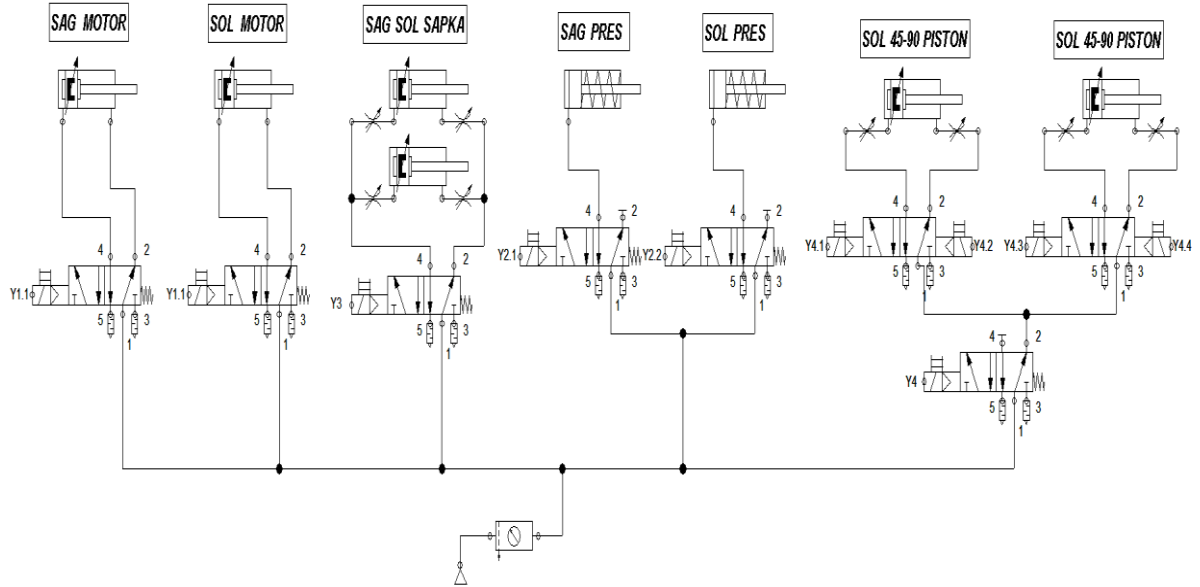 SAG MOTOR
SOL MOTOR
SAG SOL SAPKA
SAG PRES
SOL PRES
SOL 45-90 PISTON
SOL 45-90 PISTON
4 2
Y1.1
5 3
1
4 2
Y1.1
5 3
1
4 2
Y3
5 3
1
4 2
Y2.1
5 3
1
4 2
Y2.2
5 3
1
4 2
Y4.1 Y4.2
5 3
1
4 2
Y4.3 Y4.4
5 3
1
4 2
Y4
5 3
1